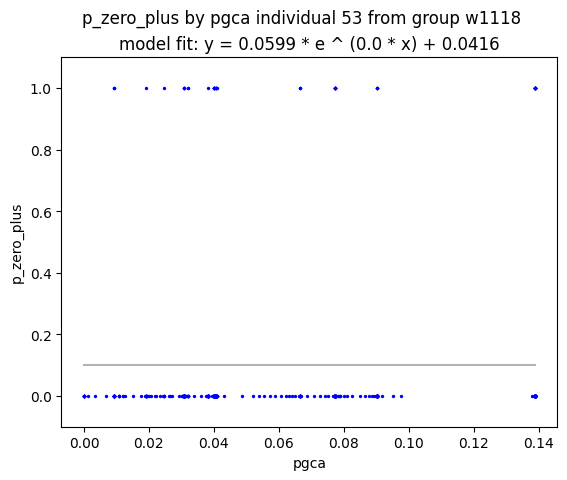 p_zero_plus by pgca individual 53 from group w1118
model fit: y = 0.0599 * e ^ (0.0 * x) + 0.0416
1.0
0.8
0.6
0.4
0.2
0.0
p_zero_plus
0.00 0.02 0.04 0.06 0.08 0.10 0.12 0.14
pgca